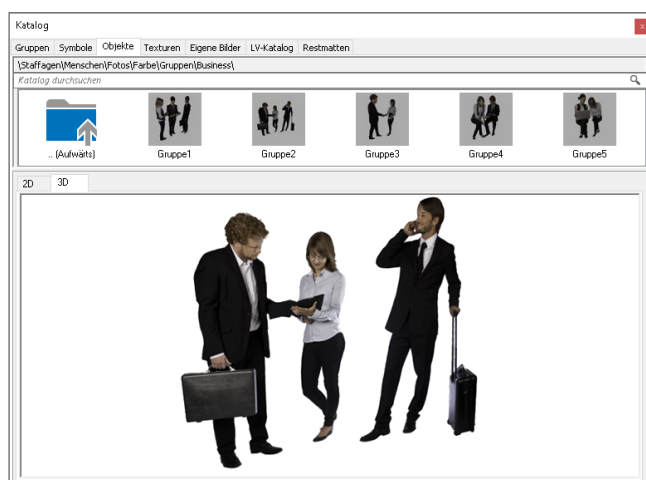 Katalog
x
Gruppen Symbole Objekte Texturen Eigene Bilder LV-Katalog Restmatten
\Staffagen\Menschen\Fotos\Farbe\Gruppen\Business\
Katalog durchsuchen
.. (Aufwärts) Gruppe1 Gruppe2 Gruppe3 Gruppe4 Gruppe5
2D 3D